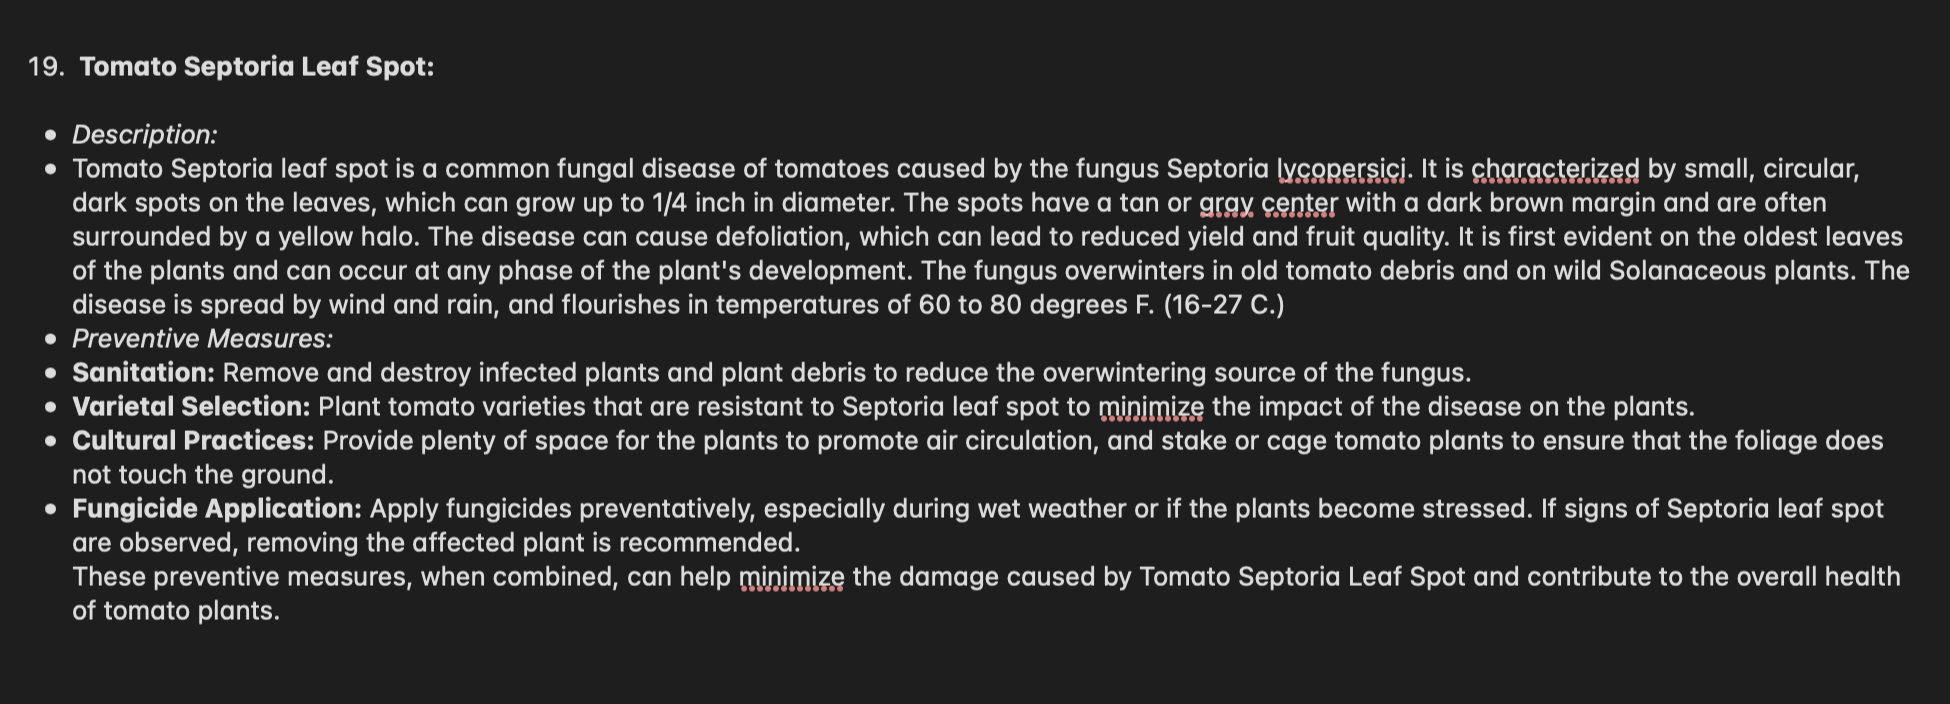 19. Tomato Septoria Leaf Spot:
• Description:
• Tomato Septoria leaf spot is a common fungal disease of tomatoes caused by the fungus Septoria lycopersici. It is characterized by small, circular,
dark spots on the leaves, which can grow up to 1/4 inch in diameter. The spots have a tan or gray center with a dark brown margin and are often
surrounded by a yellow halo. The disease can cause defoliation, which can lead to reduced yield and fruit quality. It is first evident on the oldest leaves
of the plants and can occur at any phase of the plant's development. The fungus overwinters in old tomato debris and on wild Solanaceous plants. The
disease is spread by wind and rain, and flourishes in temperatures of 60 to 80 degrees F. (16-27 C.)
• Preventive Measures:
• Sanitation: Remove and destroy infected plants and plant debris to reduce the overwintering source of the fungus.
• Varietal Selection: Plant tomato varieties that are resistant to Septoria leaf spot to minimize the impact of the disease on the plants.
• Cultural Practices: Provide plenty of space for the plants to promote air circulation, and stake or cage tomato plants to ensure that the foliage does
not touch the ground.
• Fungicide Application: Apply fungicides preventatively, especially during wet weather or if the plants become stressed. If signs of Septoria leaf spot
are observed, removing the affected plant is recommended.
These preventive measures, when combined, can help minimize the damage caused by Tomato Septoria Leaf Spot and contribute to the overall health
of tomato plants.